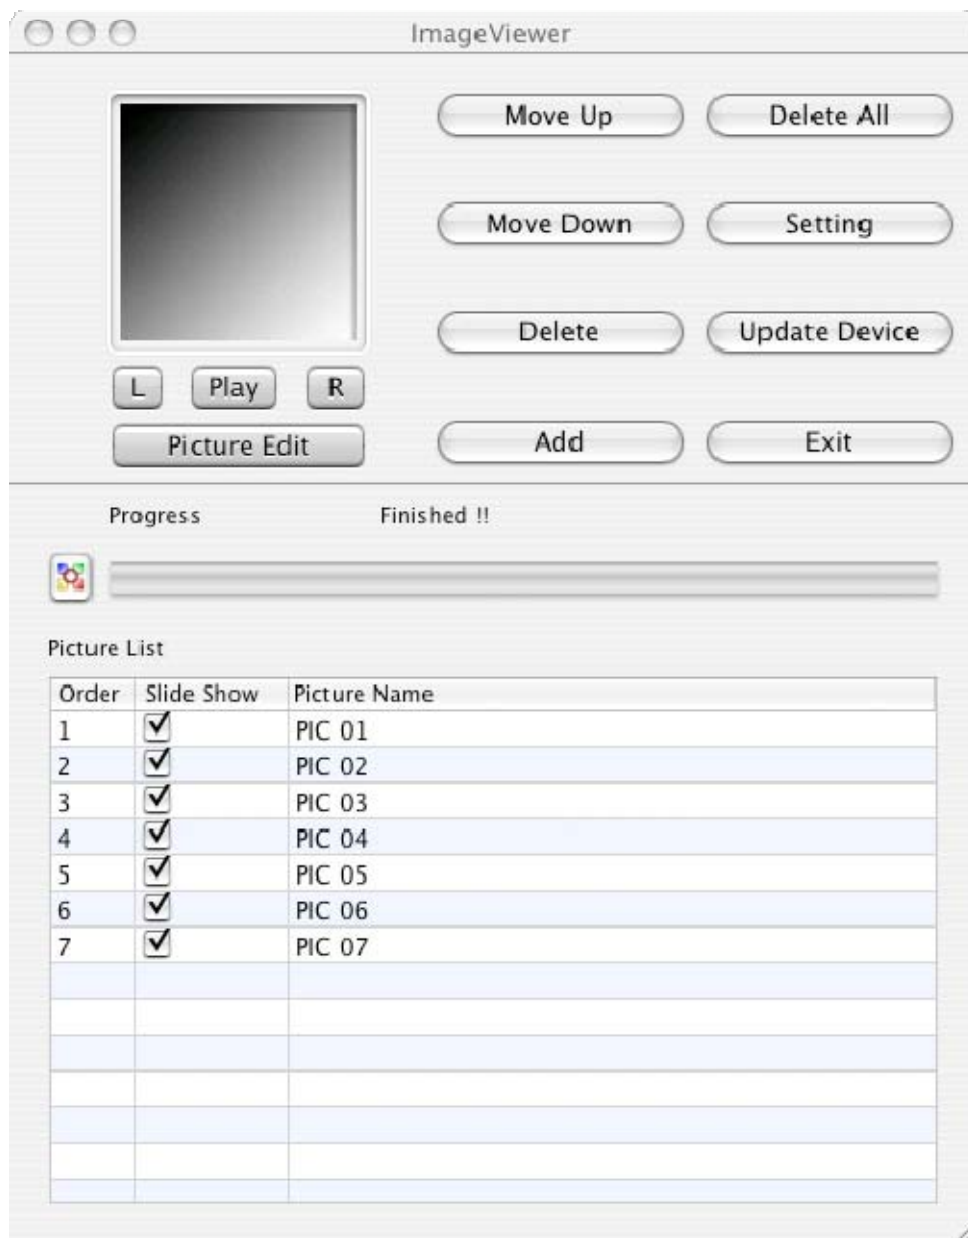 ImageViewer
Move Up Delete All
Move Down Setting
Delete Update Device
L Play R
Picture Edit
Add Exit
Progress Finished !!
Picture List
Order Slide Show Picture Name
1 PIC 01
2 PIC 02
3 PIC 03
4 PIC 04
5 PIC 05
6 PIC 06
7 PIC 07